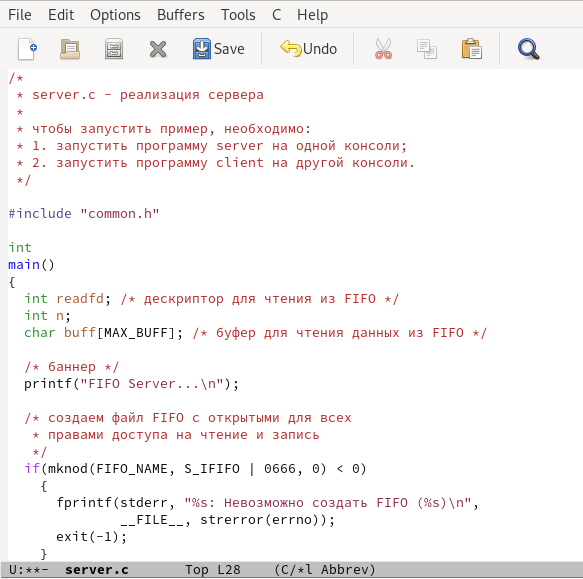 File Edit Options Buffers Tools C Help
Save Undo
/*
 * server.c - реализация сервера
 *
 * чтобы запустить пример, необходимо:
 * 1. запустить программу server на одной консоли;
 * 2. запустить программу client на другой консоли.
 */
#include "common.h"
int
main()
{
  int readfd; /* дескриптор для чтения из FIFO */
  int n;
  char buff[MAX_BUFF]; /* буфер для чтения данных из FIFO */
  /* баннер */
  printf("FIFO Server...\n");
  /* создаем файл FIFO с открытыми для всех
   * правами доступа на чтение и запись
   */
  if(mknod(FIFO_NAME, S_IFIFO | 0666, 0) < 0)
    {
      fprintf(stderr, "%s: Невозможно создать FIFO (%s)\n",
              __FILE__, strerror(errno));
      exit(-1);
    }
U:**- server.c Top L28 (C/*l Abbrev)